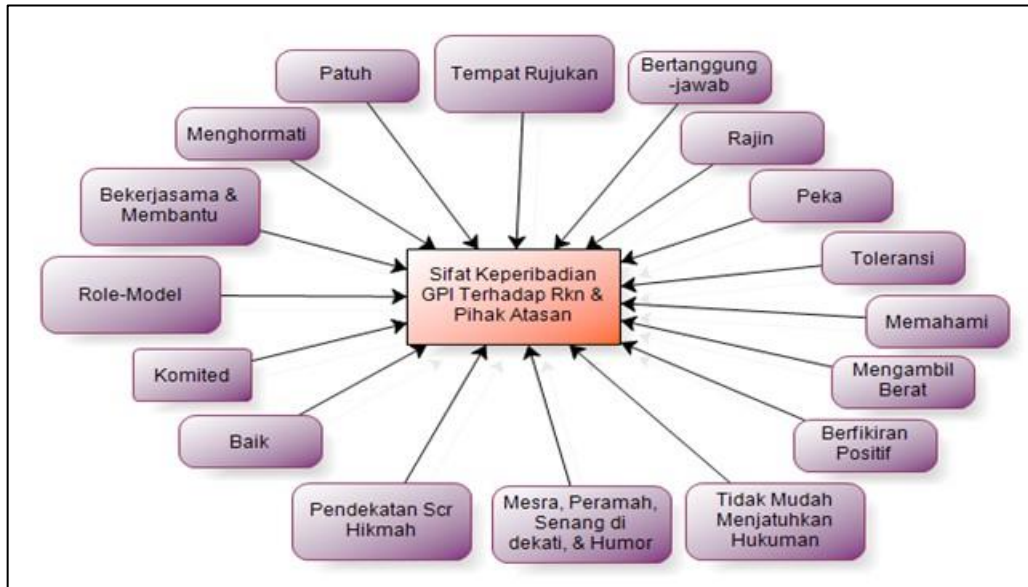 Patuh
Tempat Rujukan
Bertanggung
-jawab
Menghormati
Rajin
Bekerjasama &
Membantu
Peka
Sifat Keperibadian
GPI Terhadap Rkn &
Pihak Atasan
Toleransi
Role-Model
Memahami
Komited
Mengambil
Berat
Baik
Berfikiran
Positif
Pendekatan Scr
Hikmah
Mesra, Peramah,
Senang di
dekati, & Humor
Tidak Mudah
Menjatuhkan
Hukuman